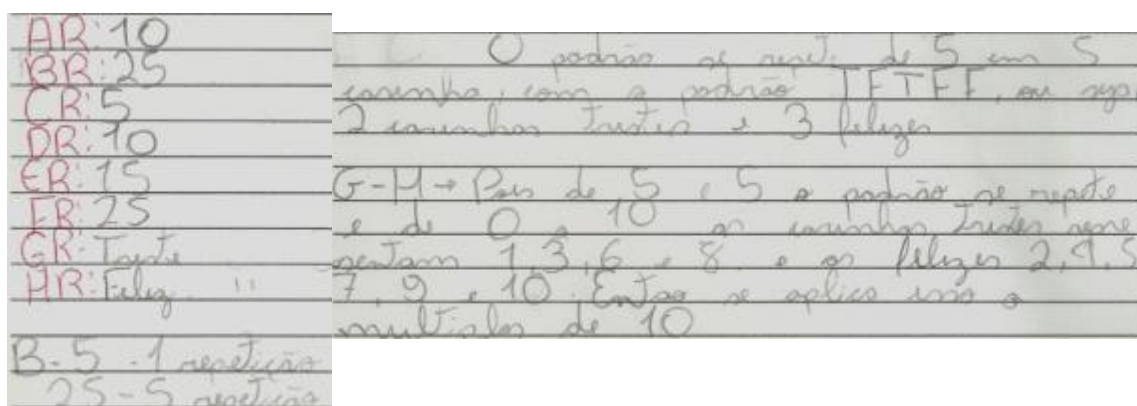 AR: 10
BR: 25
CR: 5
DR: 10
ER: 15
FR: 25
GR: Triste
HR: Feliz "
B-5-1 repetição
25-5 repetição
O padrão se repete de 5 em 5
carinha, com o padrão TFTFF, ou seja
2 carinhas tristes e 3 felizes
G-H → Pois de 5 e 5 o padrão se repete
e de 0 a 10 as carinhas tristes repre
sentam 1,3,6 e 8. e as felizes 2,4,5
7, 9 e 10. Então se aplica isso a
multiplos de 10